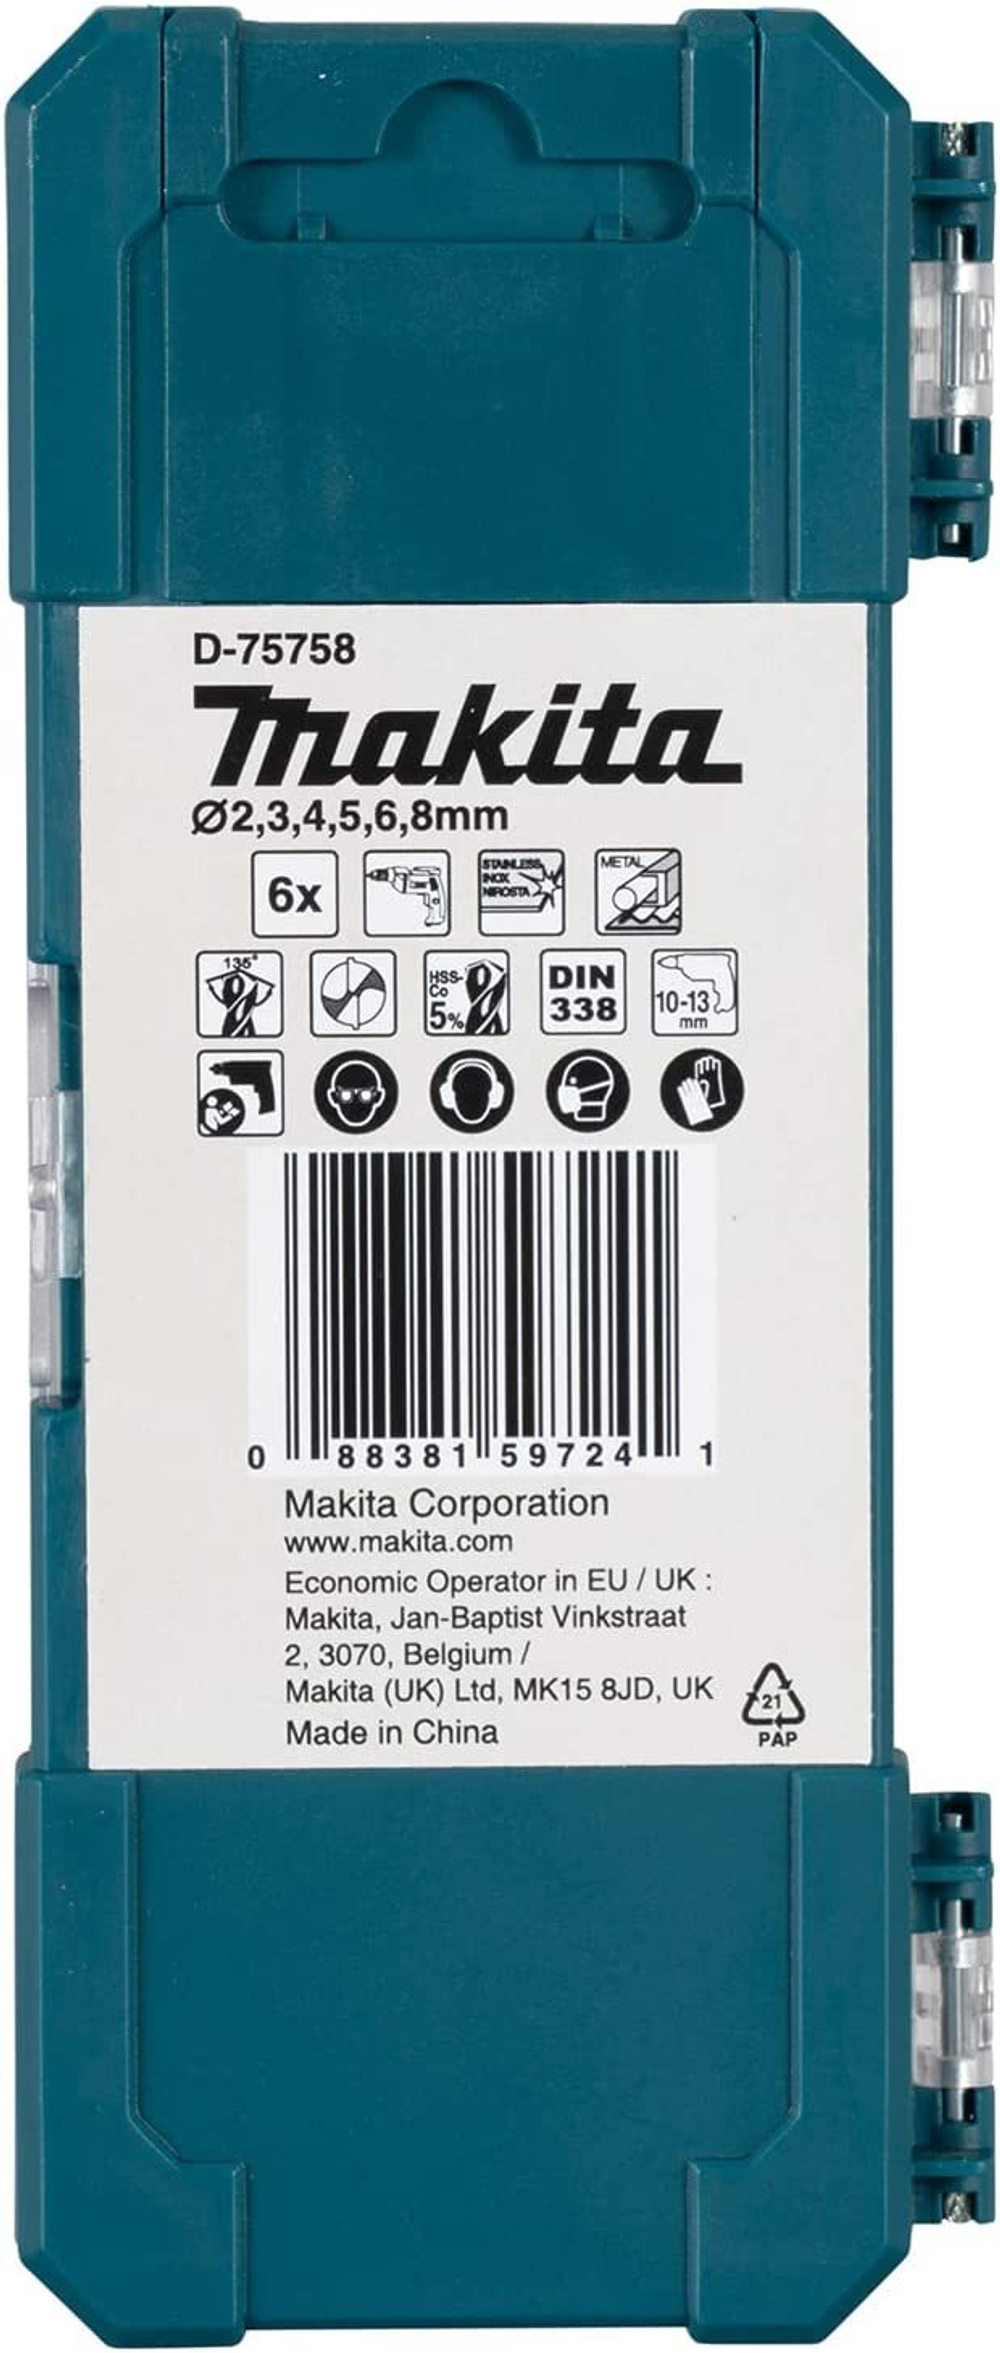 D-75758
makita
Ø2,3,4,5,6,8mm
6x
STAINLESS
INOX
NIROSTA
METAL
135°
HSS-
Co
5%
DIN
338
10-13
mm
0 88381 59724 1
Makita Corporation
www.makita.com
Economic Operator in EU / UK :
Makita, Jan-Baptist Vinkstraat
2, 3070, Belgium /
Makita (UK) Ltd, MK15 8JD, UK
Made in China
21
PAP